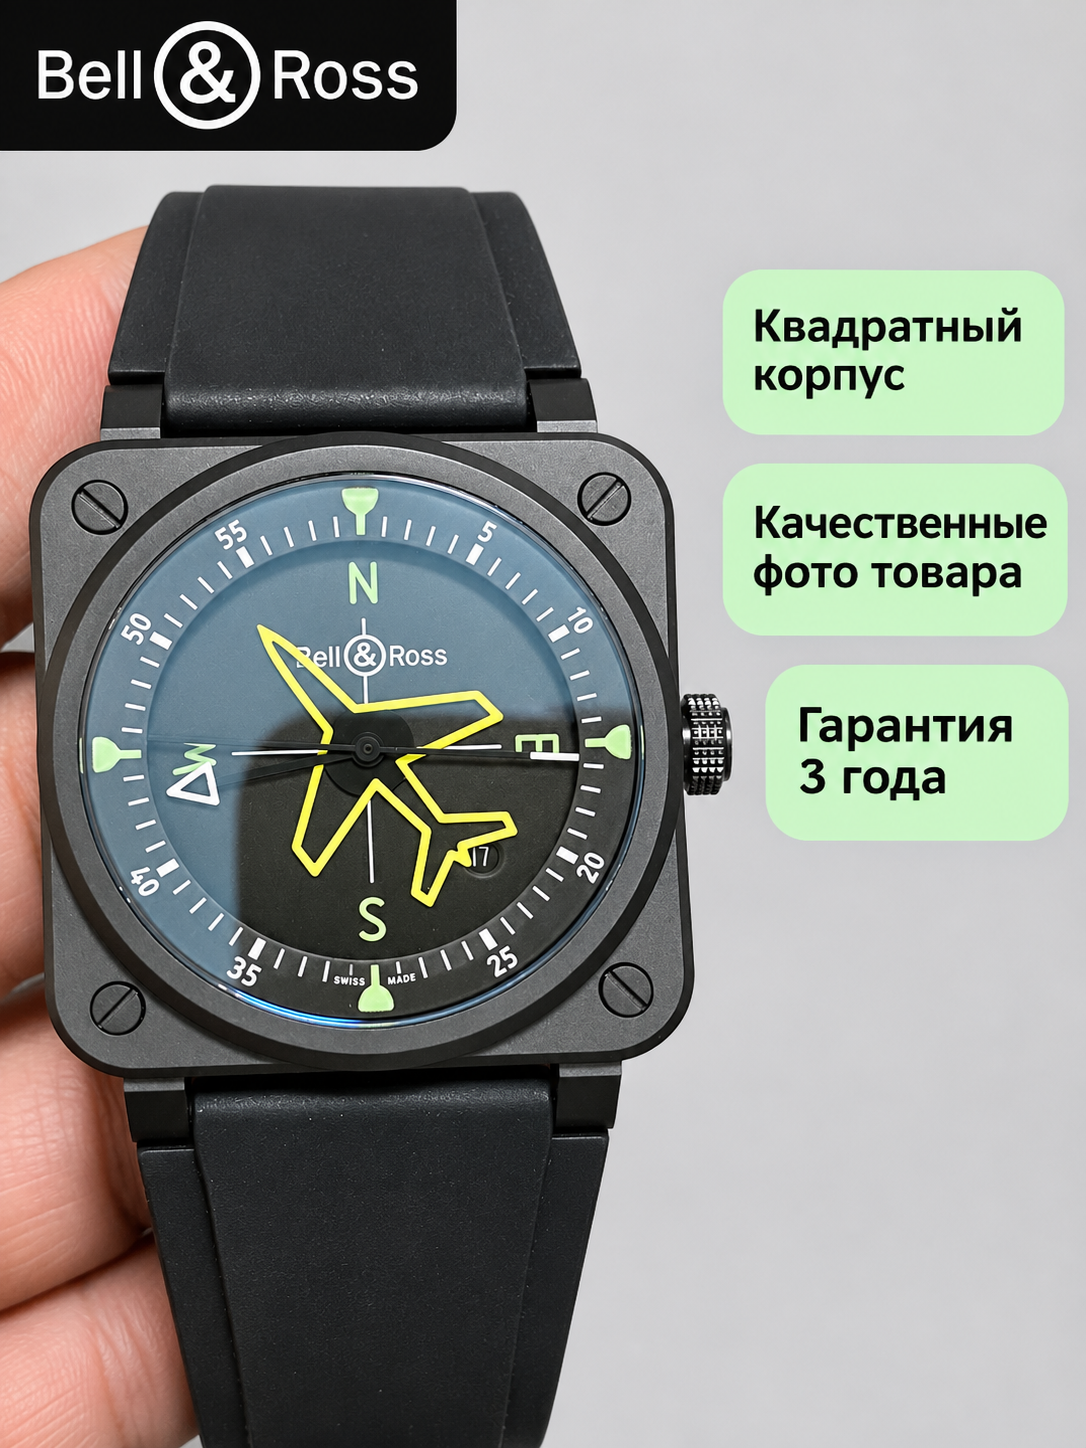 Bell & Ross
Квадратный
корпус
Качественные
фото товара
Гарантия
3 года
55
5
50
10
N
Bell & Ross
W
E
17
40
20
S
35
25
SWISS MADE